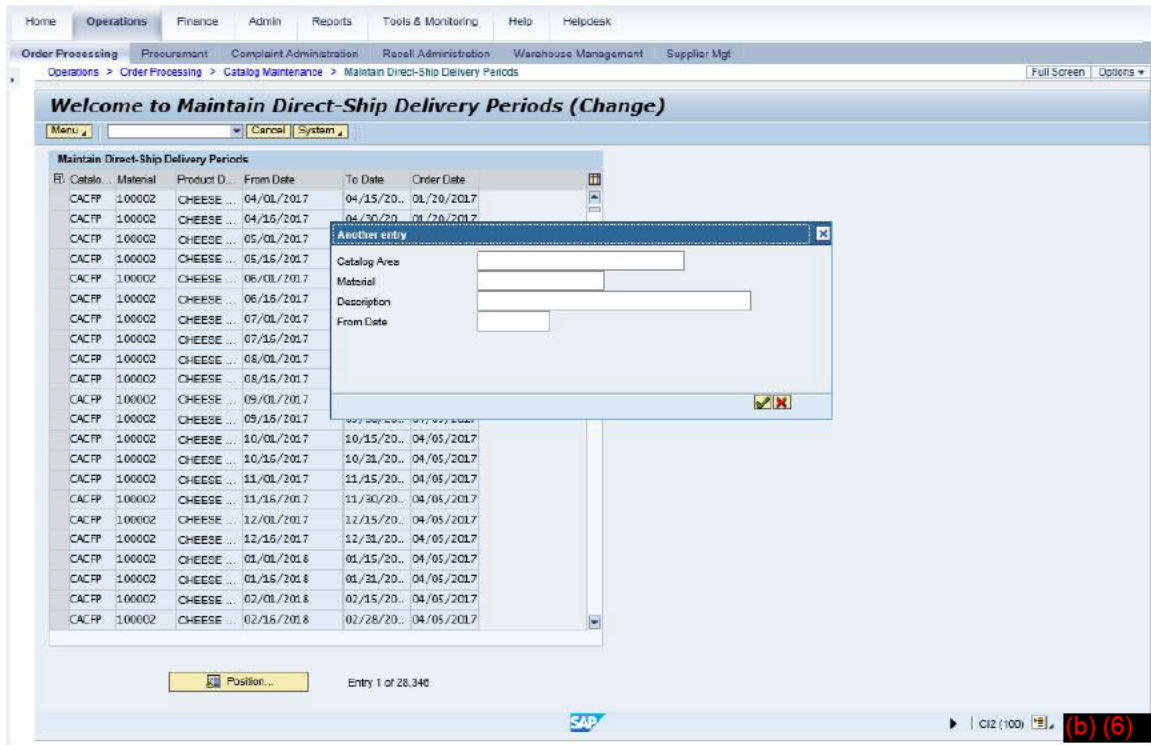 Home Operations Finance Admin Reports Tools & Monitoring Help Helpdesk
Order Processing Procurement Complaint Administration Recall Administration Warehouse Management Supplier Mgt
Operations > Order Processing > Catalog Maintenance > Maintain Direct-Ship Delivery Periods Full Screen Options
Welcome to Maintain Direct-Ship Delivery Periods (Change)
Menu Cancel System
Maintain Direct-Ship Delivery Periods
Catalo... Material Product D... From Date To Date Order Date
CACFP 100002 CHEESE ... 04/01/2017 04/15/20.. 01/20/2017
CACFP 100002 CHEESE ... 04/16/2017 04/30/20.. 01/20/2017
CACFP 100002 CHEESE ... 05/01/2017
CACFP 100002 CHEESE ... 05/16/2017
CACFP 100002 CHEESE ... 06/01/2017
CACFP 100002 CHEESE ... 06/16/2017
CACFP 100002 CHEESE ... 07/01/2017
CACFP 100002 CHEESE ... 07/16/2017
CACFP 100002 CHEESE ... 08/01/2017
CACFP 100002 CHEESE ... 08/16/2017
CACFP 100002 CHEESE ... 09/01/2017
CACFP 100002 CHEESE ... 09/16/2017
CACFP 100002 CHEESE ... 10/01/2017 10/15/20.. 04/05/2017
CACFP 100002 CHEESE ... 10/16/2017 10/31/20.. 04/05/2017
CACFP 100002 CHEESE ... 11/01/2017 11/15/20.. 04/05/2017
CACFP 100002 CHEESE ... 11/16/2017 11/30/20.. 04/05/2017
CACFP 100002 CHEESE ... 12/01/2017 12/15/20.. 04/05/2017
CACFP 100002 CHEESE ... 12/16/2017 12/31/20.. 04/05/2017
CACFP 100002 CHEESE ... 01/01/2018 01/15/20.. 04/05/2017
CACFP 100002 CHEESE ... 01/16/2018 01/31/20.. 04/05/2017
CACFP 100002 CHEESE ... 02/01/2018 02/15/20.. 04/05/2017
CACFP 100002 CHEESE ... 02/16/2018 02/28/20.. 04/05/2017
Another entry
Catalog Area
Material
Description
From Date
Position... Entry 1 of 28,346
SAP CI2 (100) (b) (6)